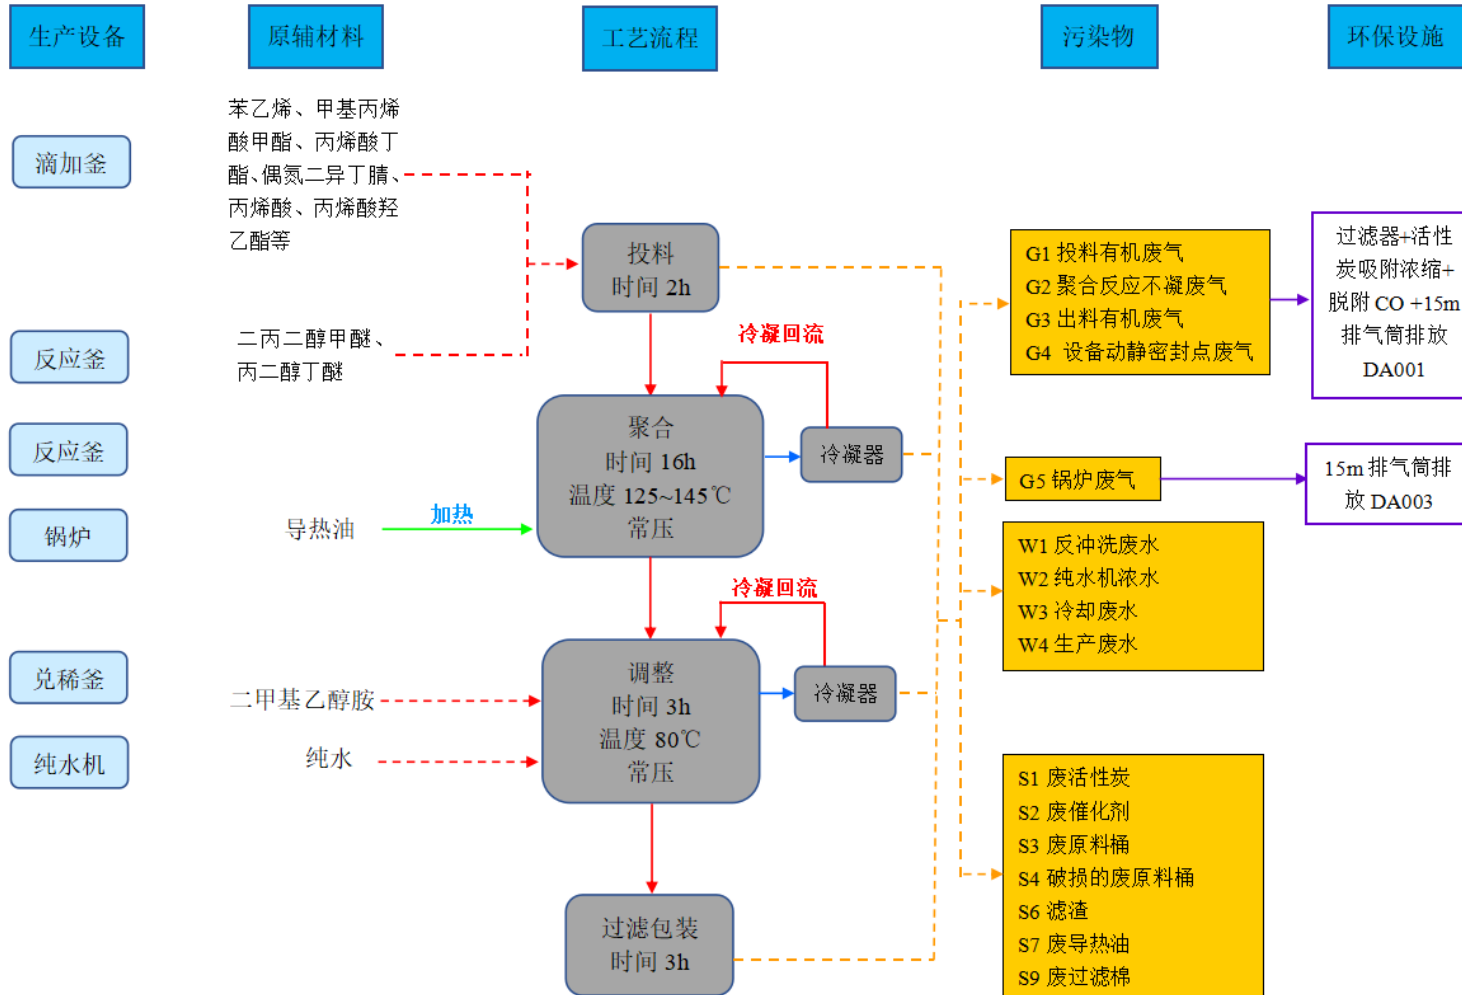 生产设备
原辅材料
工艺流程
污染物
环保设施
滴加釜
反应釜
反应釜
锅炉
兑稀釜
纯水机
苯乙烯、甲基丙烯
酸甲酯、丙烯酸丁
酯、偶氮二异丁腈、
丙烯酸、丙烯酸羟
乙酯等
二丙二醇甲醚、
丙二醇丁醚
导热油
加热
二甲基乙醇胺
纯水
投料
时间 2h
冷凝回流
聚合
时间 16h
温度 125~145℃
常压
冷凝器
冷凝回流
调整
时间 3h
温度 80℃
常压
冷凝器
过滤包装
时间 3h
G1 投料有机废气
G2 聚合反应不凝废气
G3 出料有机废气
G4 设备动静密封点废气
G5 锅炉废气
W1 反冲洗废水
W2 纯水机浓水
W3 冷却废水
W4 生产废水
S1 废活性炭
S2 废催化剂
S3 废原料桶
S4 破损的废原料桶
S6 滤渣
S7 废导热油
S9 废过滤棉
过滤器+活性
炭吸附浓缩+
脱附 CO +15m
排气筒排放
DA001
15m 排气筒排
放 DA003